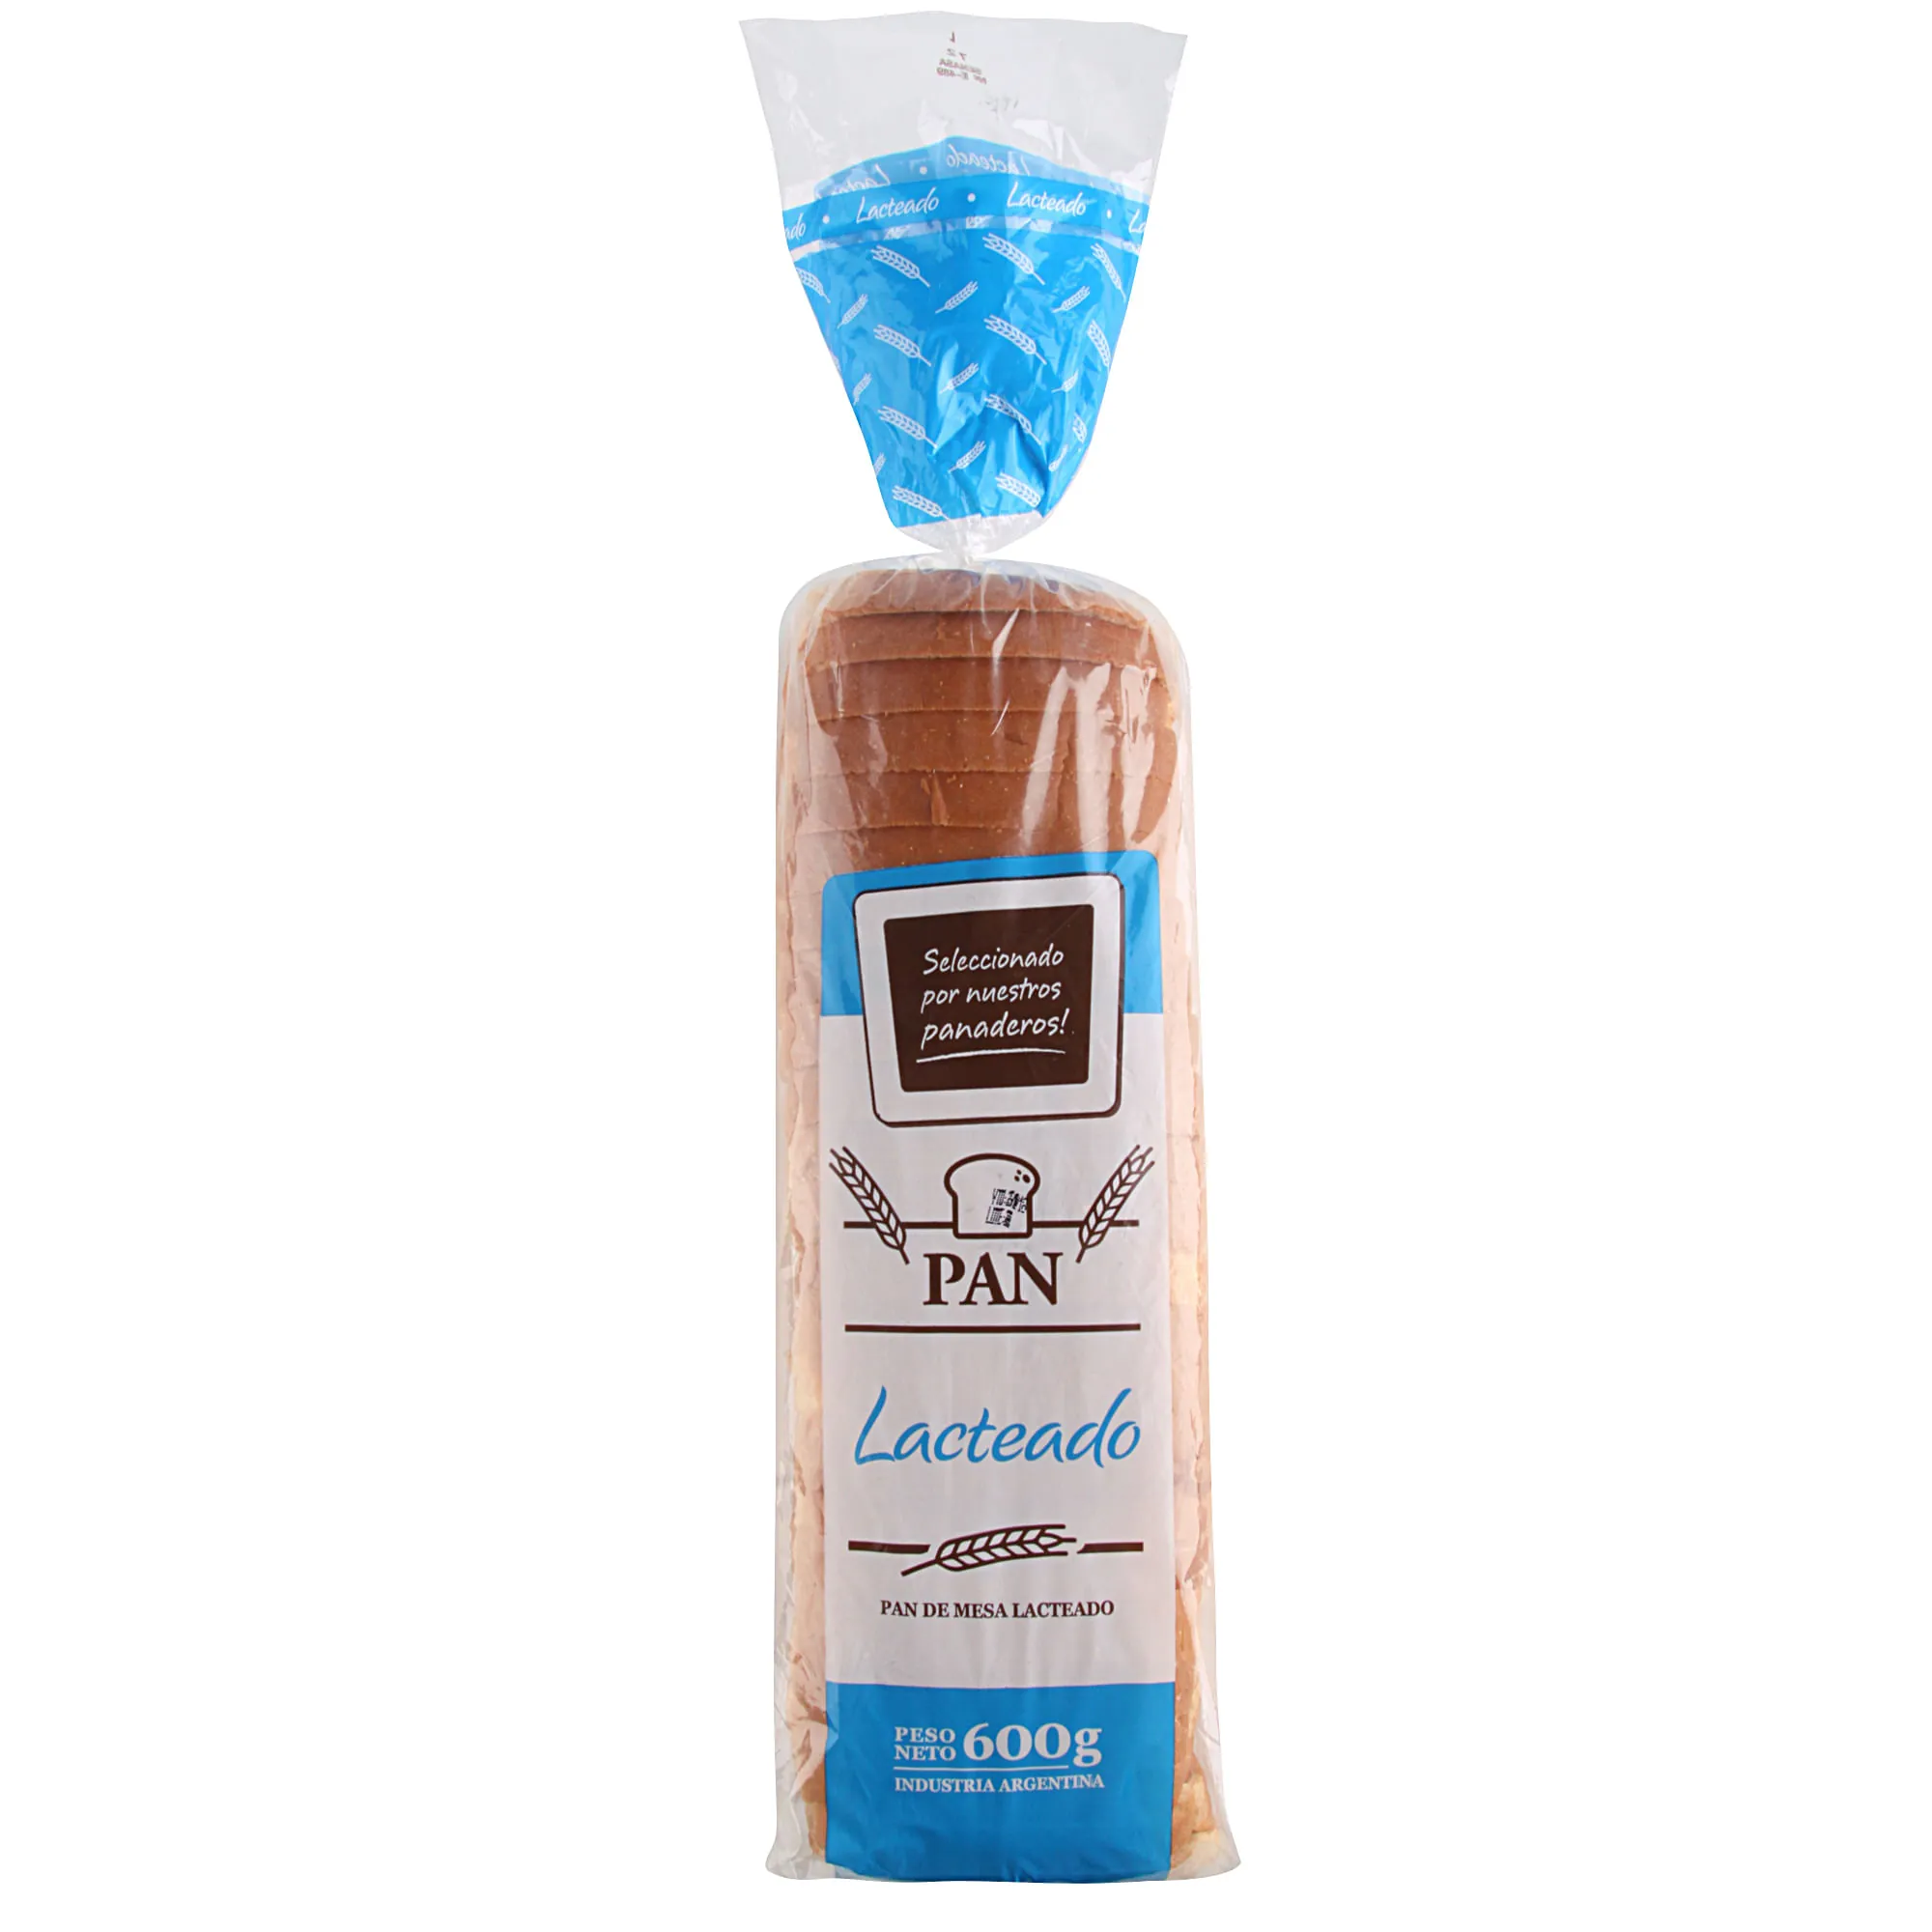 Lacteado
Lacteado • Lacteado
Seleccionado
por nuestros
panaderos!
PAN
Lacteado
PAN DE MESA LACTEADO
PESO NETO 600g
INDUSTRIA ARGENTINA